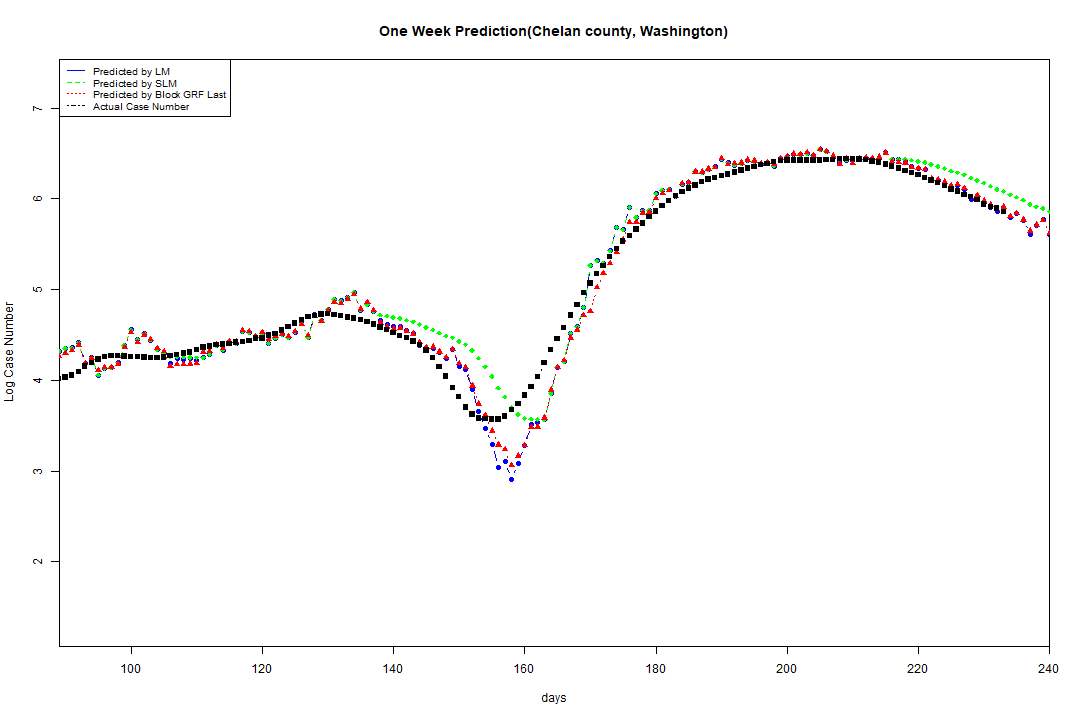 One Week Prediction(Chelan county, Washington)
Predicted by LM
Predicted by SLM
Predicted by Block GRF Last
Actual Case Number
7
6
5
4
3
2
Log Case Number
100 120 140 160 180 200 220 240
days